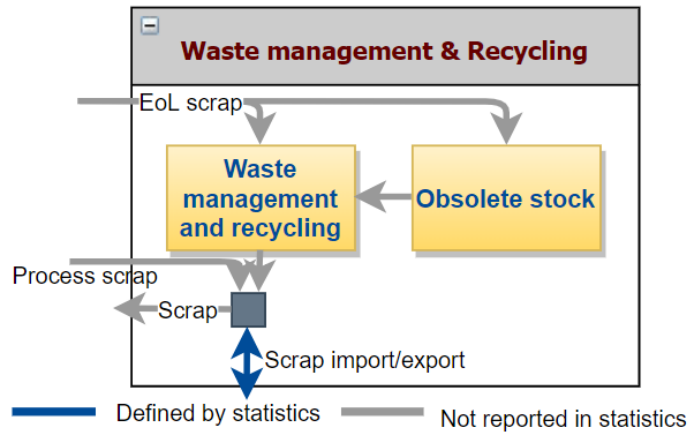 Waste management & Recycling
EoL scrap
Waste
management
and recycling
Obsolete stock
Process scrap
Scrap
Scrap import/export
Defined by statistics
Not reported in statistics